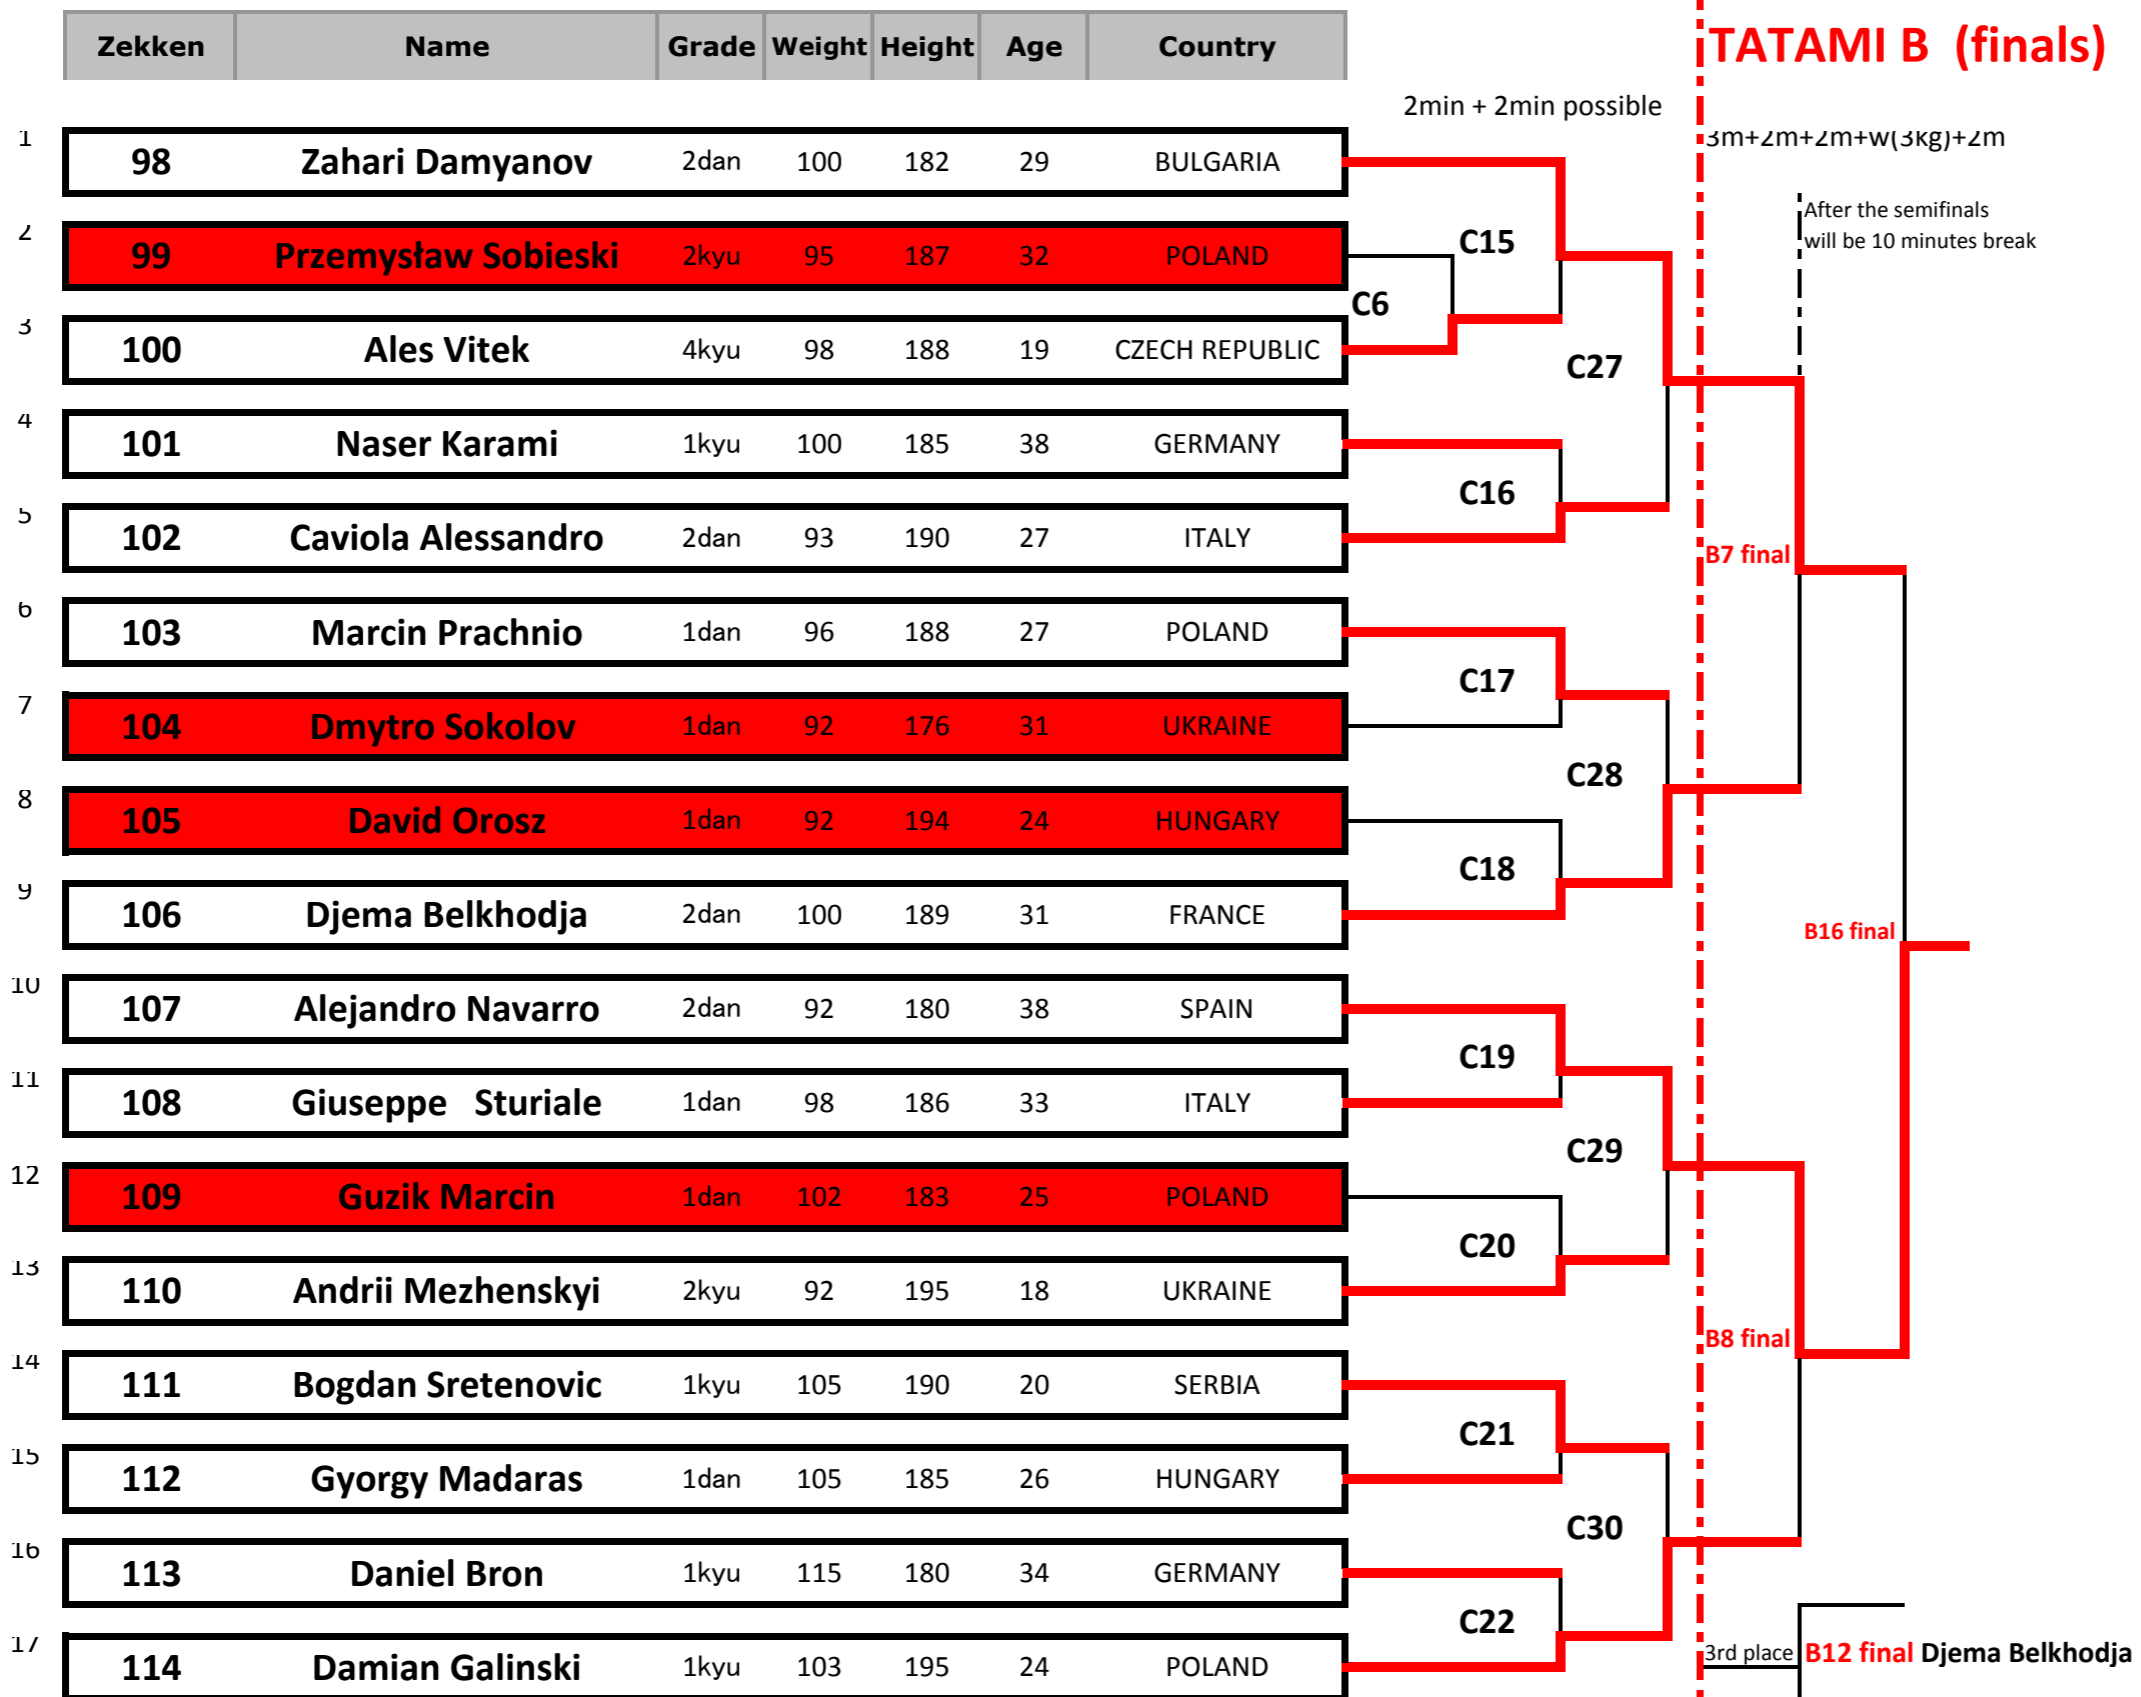 Zekken Name Grade Weight Height Age Country
TATAMI B (finals)
2min + 2min possible
3m+2m+2m+w(3kg)+2m
After the semifinals
will be 10 minutes break
1 98 Zahari Damyanov 2dan 100 182 29 BULGARIA
C15
2 99 Przemysław Sobieski 2kyu 95 187 32 POLAND
C6
3 100 Ales Vitek 4kyu 98 188 19 CZECH REPUBLIC
C27
4 101 Naser Karami 1kyu 100 185 38 GERMANY
C16
5 102 Caviola Alessandro 2dan 93 190 27 ITALY
B7 final
6 103 Marcin Prachnio 1dan 96 188 27 POLAND
C17
7 104 Dmytro Sokolov 1dan 92 176 31 UKRAINE
C28
8 105 David Orosz 1dan 92 194 24 HUNGARY
C18
9 106 Djema Belkhodja 2dan 100 189 31 FRANCE
B16 final
10 107 Alejandro Navarro 2dan 92 180 38 SPAIN
C19
11 108 Giuseppe Sturiale 1dan 98 186 33 ITALY
C29
12 109 Guzik Marcin 1dan 102 183 25 POLAND
C20
13 110 Andrii Mezhenskyi 2kyu 92 195 18 UKRAINE
B8 final
14 111 Bogdan Sretenovic 1kyu 105 190 20 SERBIA
C21
15 112 Gyorgy Madaras 1dan 105 185 26 HUNGARY
C30
16 113 Daniel Bron 1kyu 115 180 34 GERMANY
C22
17 114 Damian Galinski 1kyu 103 195 24 POLAND
3rd place B12 final Djema Belkhodja